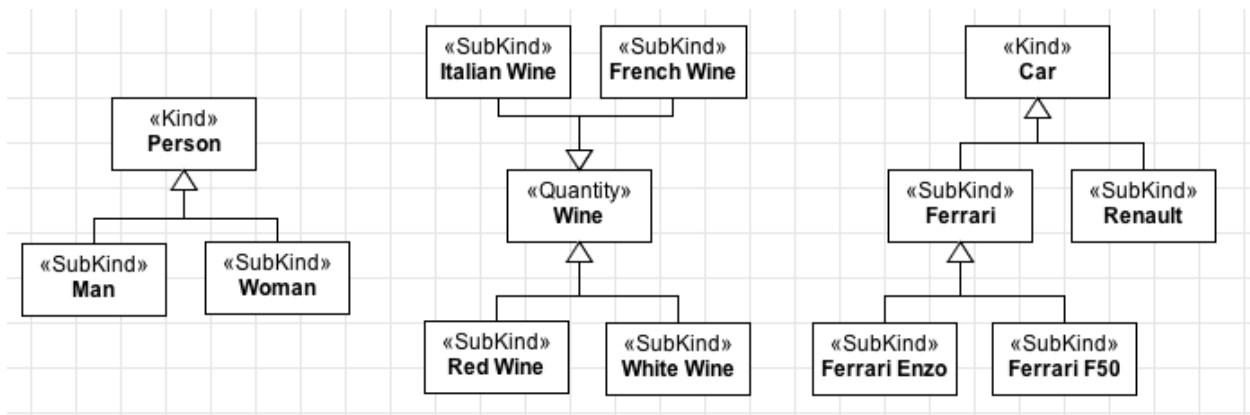 «SubKind»
Italian Wine
«SubKind»
French Wine
«Kind»
Car
«Kind»
Person
«Quantity»
Wine
«SubKind»
Ferrari
«SubKind»
Renault
«SubKind»
Man
«SubKind»
Woman
«SubKind»
Red Wine
«SubKind»
White Wine
«SubKind»
Ferrari Enzo
«SubKind»
Ferrari F50